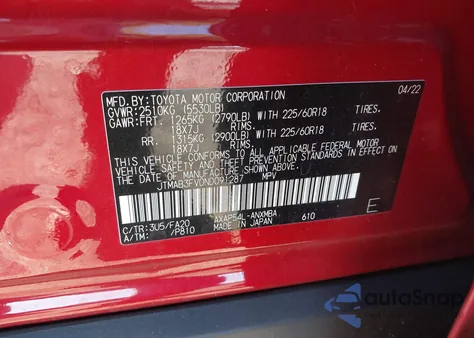 MFD.BY:TOYOTA MOTOR CORPORATION 04/22
GVWR:2510KG (5530LB)
GAWR:FRT. 1265KG (2790LB) WITH 225/60R18 TIRES.
18X7J RIMS.
RR. 1315KG (2900LB) WITH 225/60R18 TIRES.
18X7J RIMS.
THIS VEHICLE CONFORMS TO ALL APPLICABLE FEDERAL MOTOR
VEHICLE SAFETY STANDARDS IN EFFECT ON THE
DATE OF MANUFACTURE SHOWN ABOVE.
JTMAB3FV0ND091287 MPV
AXAP54L-ANXMBA 610 E
C/TR:3U5/FA20 MADE IN JAPAN
A/TM: /P810
autoSnap